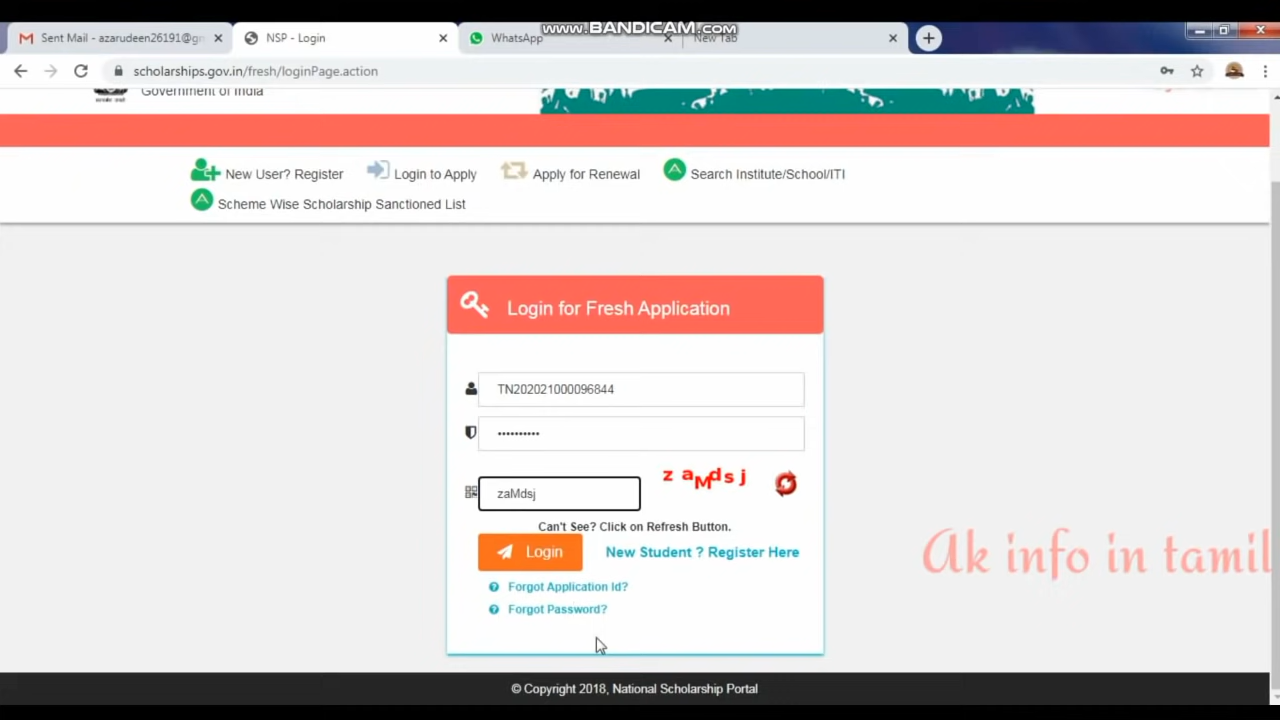 www.BANDICAM.com
Sent Mail - azarudeen26191@gm
NSP - Login
WhatsApp
New Tab
scholarships.gov.in/fresh/loginPage.action
Government of India
New User? Register
Login to Apply
Apply for Renewal
Search Institute/School/ITI
Scheme Wise Scholarship Sanctioned List
Login for Fresh Application
TN202021000096844
••••••••••
zaMdsj
z a M d s j
Can't See? Click on Refresh Button.
Login
New Student ? Register Here
Forgot Application Id?
Forgot Password?
Ak info in tamil
© Copyright 2018, National Scholarship Portal